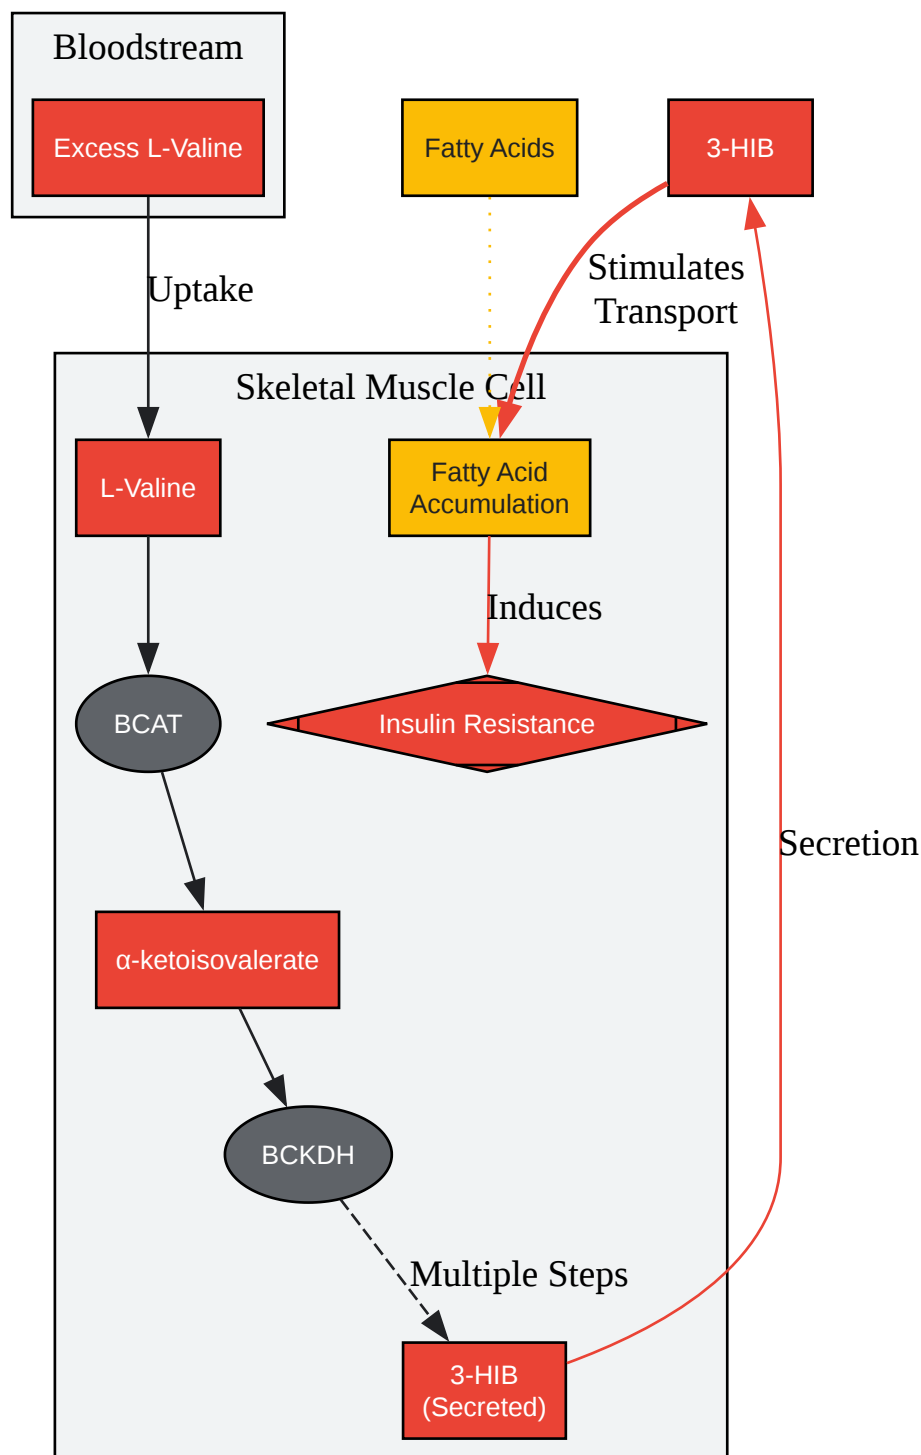 Bloodstream
Excess L-Valine
Fatty Acids
3-HIB
Uptake
Stimulates
Transport
Skeletal Muscle Cell
L-Valine
Fatty Acid
Accumulation
Induces
BCAT
Insulin Resistance
Secretion
α-ketoisovalerate
BCKDH
Multiple Steps
3-HIB
(Secreted)